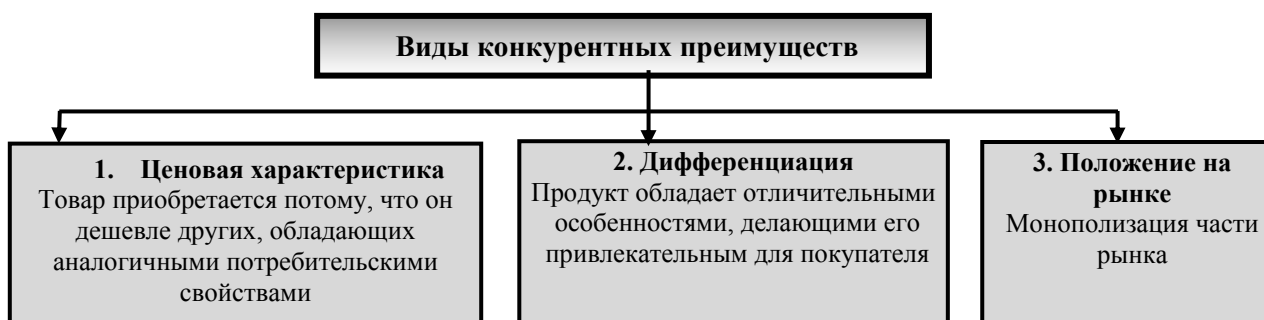 Виды конкурентных преимуществ
1. Ценовая характеристика
Товар приобретается потому, что он
дешевле других, обладающих
аналогичными потребительскими
свойствами
2. Дифференциация
Продукт обладает отличительными
особенностями, делающими его
привлекательным для покупателя
3. Положение на
рынке
Монополизация части
рынка